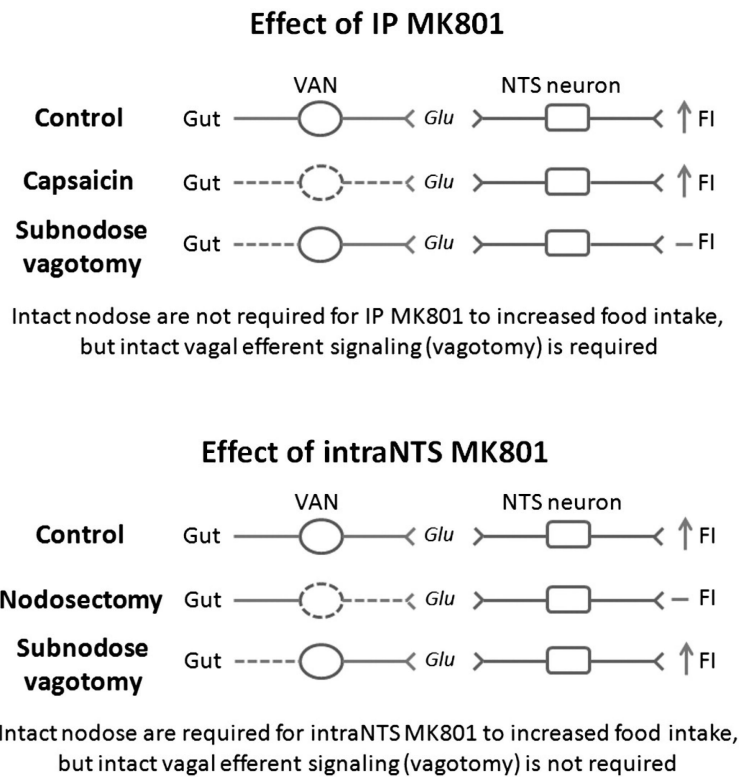 Effect of IP MK801
VAN NTS neuron
Control Gut Glu FI
Capsaicin Gut Glu FI
Subnodose
vagotomy Gut Glu FI
Intact nodose are not required for IP MK801 to increased food intake,
but intact vagal efferent signaling (vagotomy) is required
Effect of intraNTS MK801
VAN NTS neuron
Control Gut Glu FI
Nodosectomy Gut Glu FI
Subnodose
vagotomy Gut Glu FI
Intact nodose are required for intraNTS MK801 to increased food intake,
but intact vagal efferent signaling (vagotomy) is not required